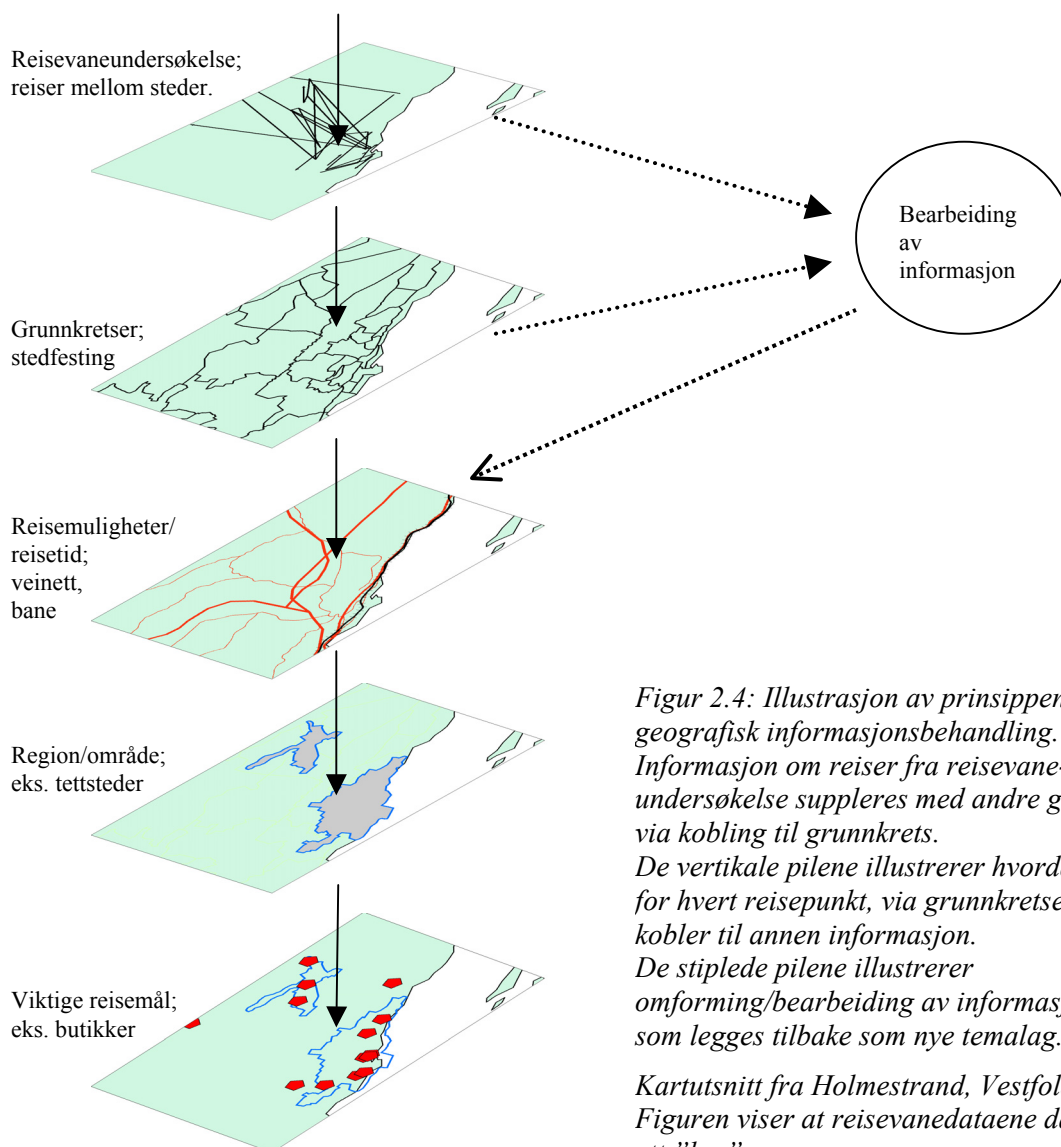 Reisevaneundersøkelse;
reiser mellom steder.
Bearbeiding
av
informasjon
Grunnkretser;
stedfesting
Reisemuligheter/
reisetid;
veinett,
bane
Region/område;
eks. tettsteder
Viktige reisemål;
eks. butikker
Figur 2.4: Illustrasjon av prinsippen
geografisk informasjonsbehandling.
Informasjon om reiser fra reisevane-
undersøkelse suppleres med andre g
via kobling til grunnkrets.
De vertikale pilene illustrerer hvord
for hvert reisepunkt, via grunnkretse
kobler til annen informasjon.
De stiplede pilene illustrerer
omforming/bearbeiding av informas
som legges tilbake som nye temalag.
Kartutsnitt fra Holmestrand, Vestfol
Figuren viser at reisevanedataene d